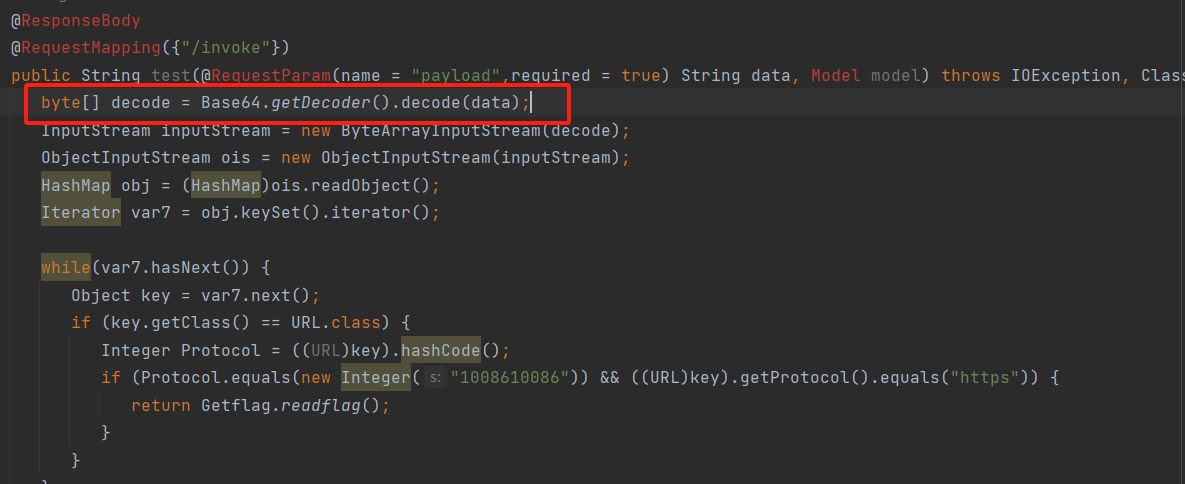 @ResponseBody
@RequestMapping({"/invoke"})
public String test(@RequestParam(name = "payload",required = true) String data, Model model) throws IOException, Clas
byte[] decode = Base64.getDecoder().decode(data);
InputStream inputStream = new ByteArrayInputStream(decode);
ObjectInputStream ois = new ObjectInputStream(inputStream);
HashMap obj = (HashMap)ois.readObject();
Iterator var7 = obj.keySet().iterator();
while(var7.hasNext()) {
Object key = var7.next();
if (key.getClass() == URL.class) {
Integer Protocol = ((URL)key).hashCode();
if (Protocol.equals(new Integer( s: "1008610086")) && ((URL)key).getProtocol().equals("https")) {
return Getflag.readflag();
}
}